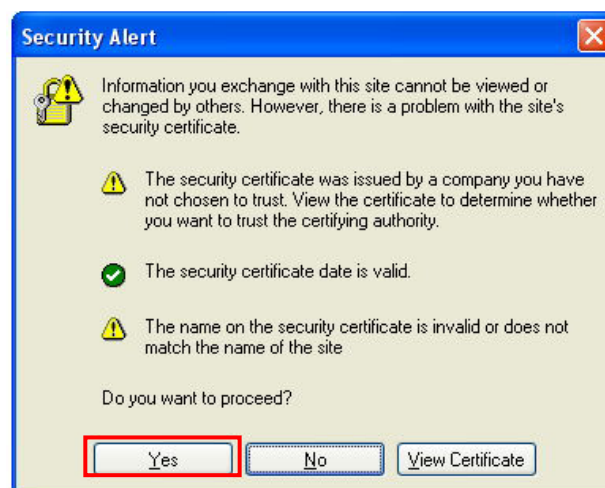 Security Alert
Information you exchange with this site cannot be viewed or
changed by others. However, there is a problem with the site's
security certificate.
The security certificate was issued by a company you have
not chosen to trust. View the certificate to determine whether
you want to trust the certifying authority.
The security certificate date is valid.
The name on the security certificate is invalid or does not
match the name of the site
Do you want to proceed?
Yes No View Certificate